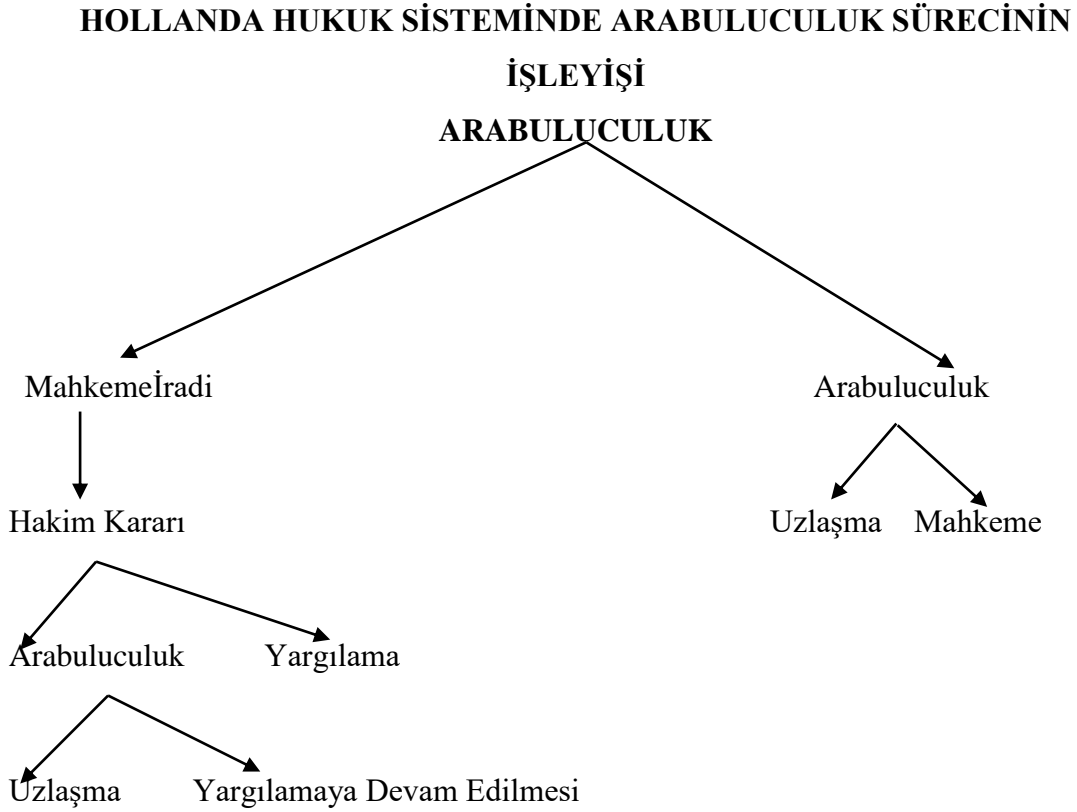 HOLLANDA HUKUK SİSTEMİNDE ARABULUCULUK SÜRECİNİN
İŞLEYİŞİ
ARABULUCULUK
Mahkemeİradi
Arabuluculuk
Hakim Kararı
Uzlaşma
Mahkeme
Arabuluculuk
Yargılama
Uzlaşma
Yargılamaya Devam Edilmesi